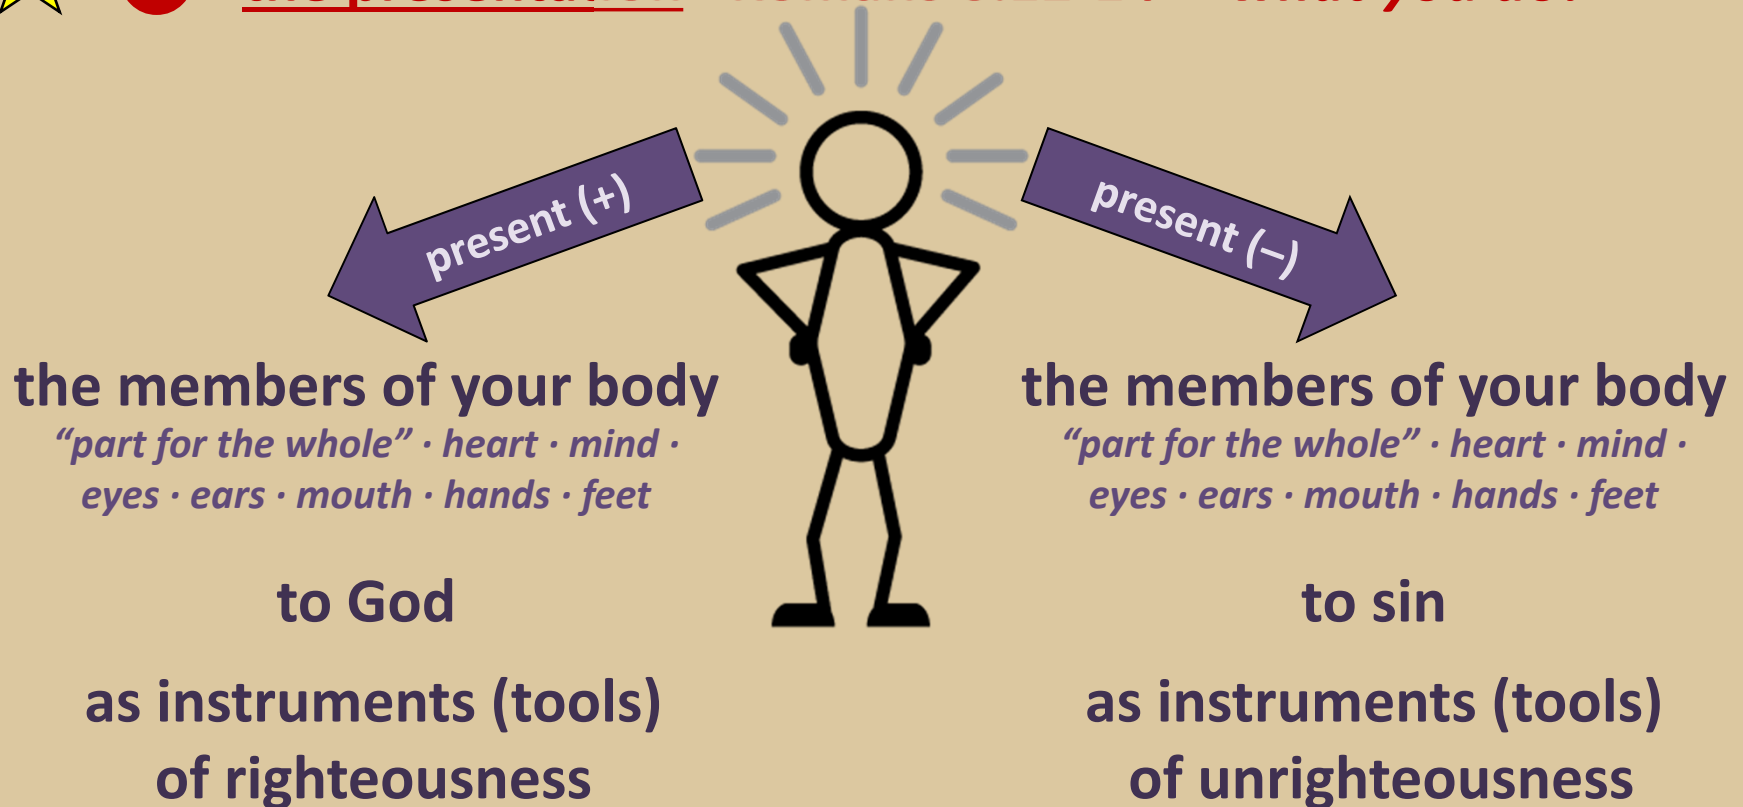 the presentation
present (+)
present (–)
the members of your body
“part for the whole” · heart · mind ·
eyes · ears · mouth · hands · feet
to God
as instruments (tools)
of righteousness
the members of your body
“part for the whole” · heart · mind ·
eyes · ears · mouth · hands · feet
to sin
as instruments (tools)
of unrighteousness